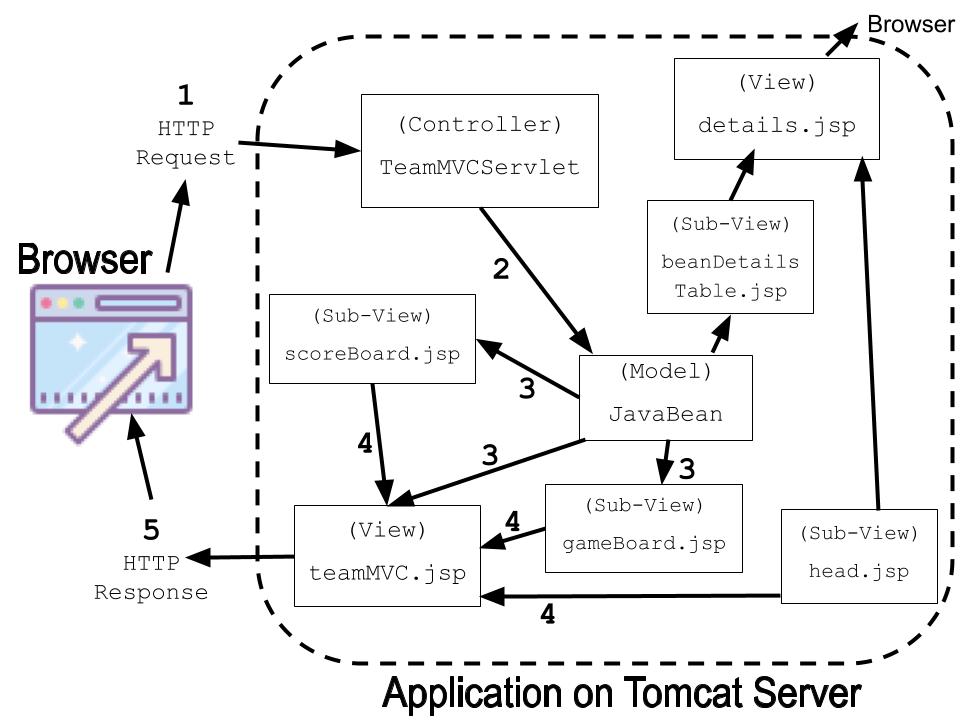 Browser
(View)
details.jsp
1
HTTP
Request
(Controller)
TeamMVCServlet
(Sub-View)
beanDetails
Table.jsp
Browser
2
(Sub-View)
scoreBoard.jsp
3
(Model)
JavaBean
4
3
3
(View)
teamMVC.jsp
4
(Sub-View)
gameBoard.jsp
(Sub-View)
head.jsp
5
HTTP
Response
4
Application on Tomcat Server